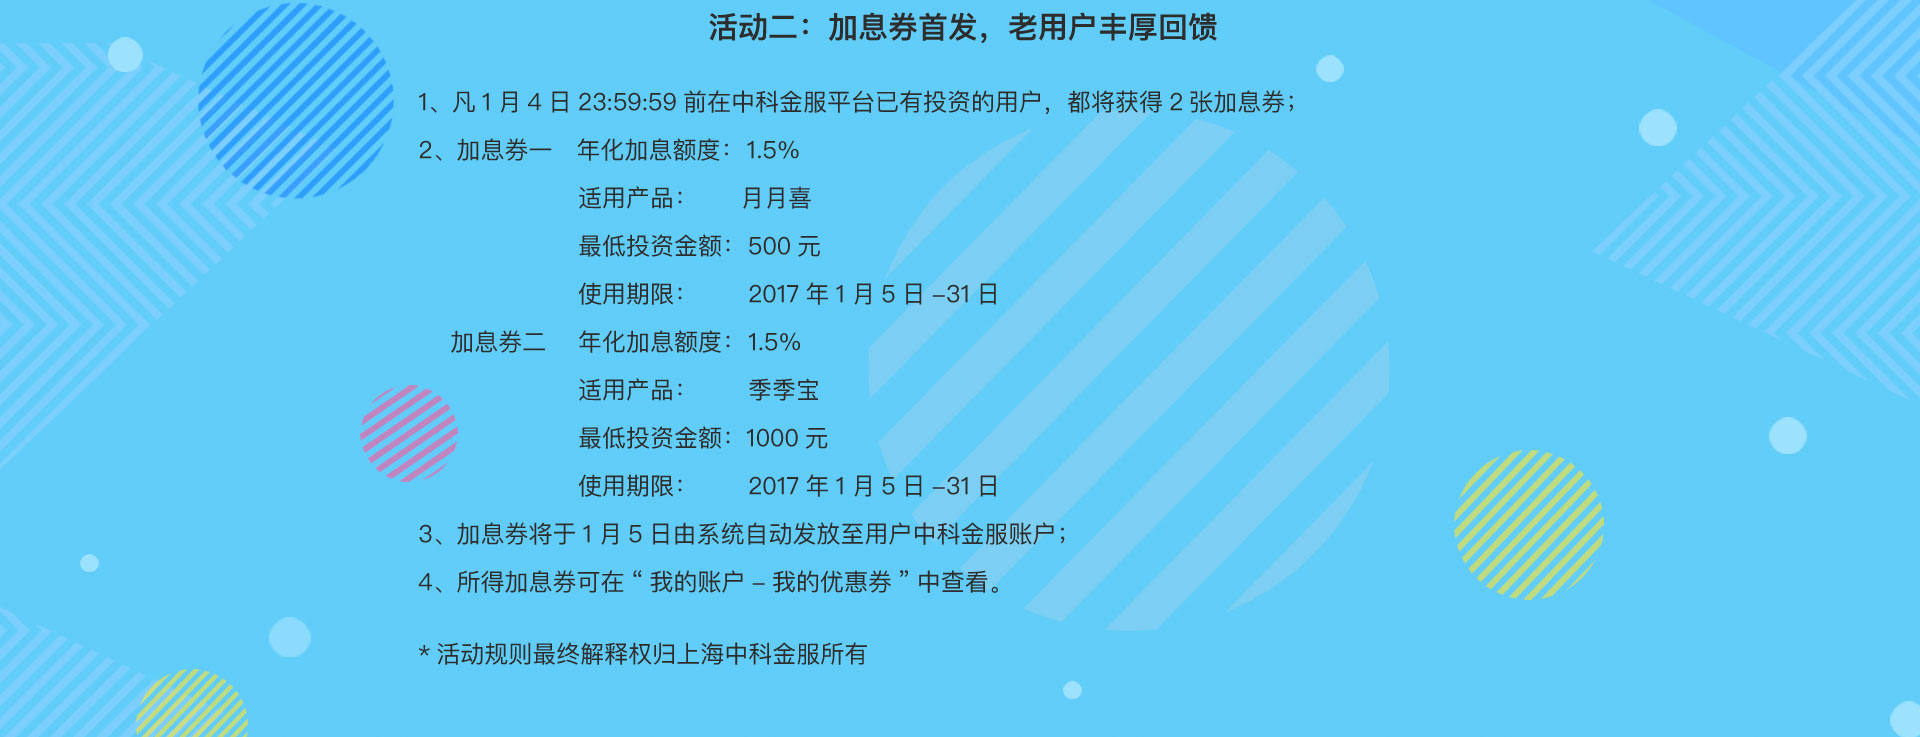 活动二：加息券首发，老用户丰厚回馈
1、凡 1 月 4 日 23:59:59 前在中科金服平台已有投资的用户，都将获得 2 张加息券；
2、加息券一 年化加息额度：1.5%
适用产品： 月月喜
最低投资金额：500 元
使用期限： 2017 年 1 月 5 日 –31 日
加息券二 年化加息额度：1.5%
适用产品： 季季宝
最低投资金额：1000 元
使用期限： 2017 年 1 月 5 日 –31 日
3、加息券将于 1 月 5 日由系统自动发放至用户中科金服账户；
4、所得加息券可在 “ 我的账户 – 我的优惠券 ” 中查看。
* 活动规则最终解释权归上海中科金服所有